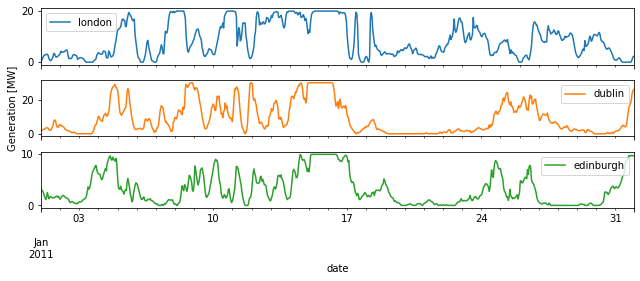 20
london
0
Generation [MW]
20
dublin
0
10
edinburgh
0
03 10 17 24 31
Jan
2011
date